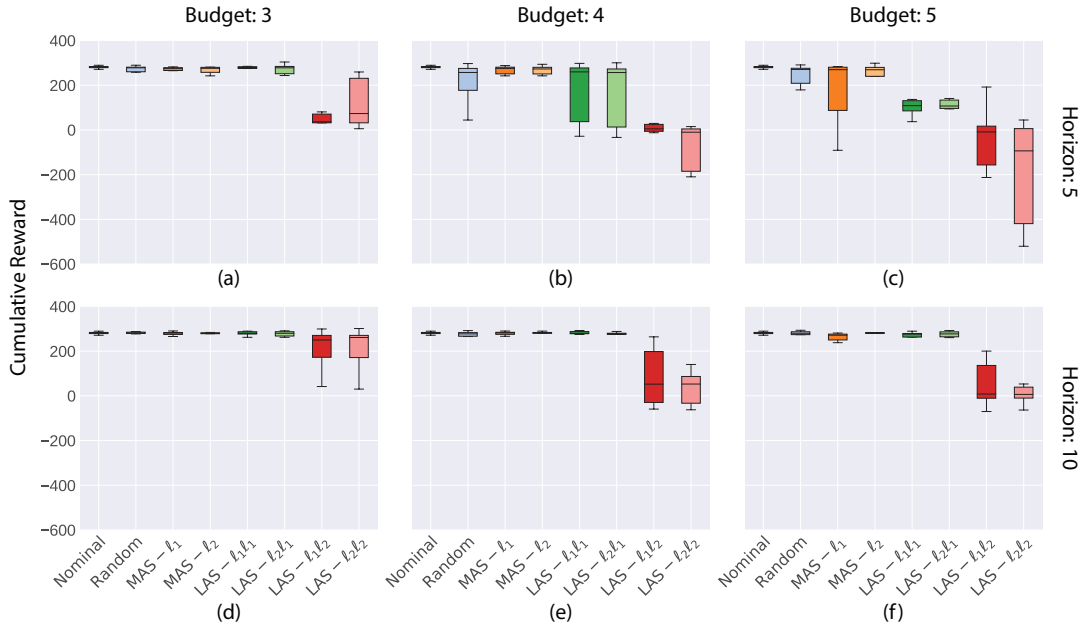 Budget: 3
Budget: 4
Budget: 5
Cumulative Reward
400
200
0
−200
−400
−600
(a)
(b)
(c)
Horizon: 5
400
200
0
−200
−400
−600
Horizon: 10
Nominal
Random
MAS − ℓ₁
MAS − ℓ₂
LAS − ℓ₁ℓ₁
LAS − ℓ₂ℓ₁
LAS − ℓ₁ℓ₂
LAS − ℓ₂ℓ₂
Nominal
Random
MAS − ℓ₁
MAS − ℓ₂
LAS − ℓ₁ℓ₁
LAS − ℓ₂ℓ₁
LAS − ℓ₁ℓ₂
LAS − ℓ₂ℓ₂
Nominal
Random
MAS − ℓ₁
MAS − ℓ₂
LAS − ℓ₁ℓ₁
LAS − ℓ₂ℓ₁
LAS − ℓ₁ℓ₂
LAS − ℓ₂ℓ₂
(d)
(e)
(f)